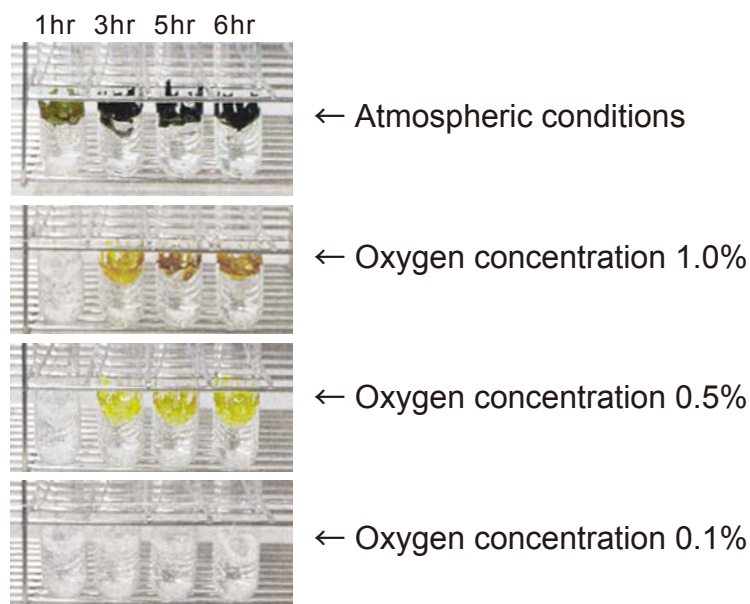 1hr 3hr 5hr 6hr
← Atmospheric conditions
← Oxygen concentration 1.0%
← Oxygen concentration 0.5%
← Oxygen concentration 0.1%